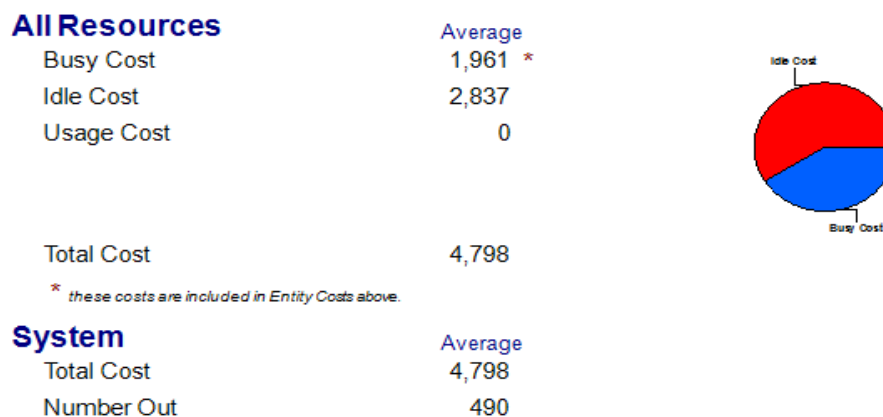 All Resources Average
Busy Cost 1,961 *
Idle Cost 2,837
Usage Cost 0
Idle Cost
Busy Cost
Total Cost 4,798
* these costs are included in Entity Costs above.
System Average
Total Cost 4,798
Number Out 490